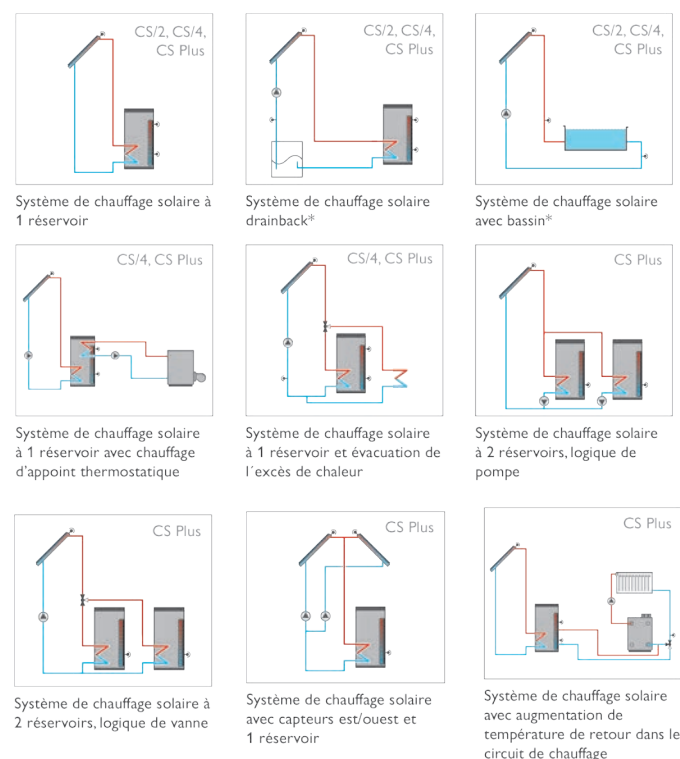 CS/2, CS/4,
CS Plus
Système de chauffage solaire à
1 réservoir
CS/2, CS/4,
CS Plus
Système de chauffage solaire
drainback*
CS/2, CS/4,
CS Plus
Système de chauffage solaire
avec bassin*
CS/4, CS Plus
Système de chauffage solaire
à 1 réservoir avec chauffage
d'appoint thermostatique
CS/4, CS Plus
Système de chauffage solaire
à 1 réservoir et évacuation de
l´excès de chaleur
CS Plus
Système de chauffage solaire
à 2 réservoirs, logique de
pompe
CS Plus
Système de chauffage solaire à
2 réservoirs, logique de vanne
CS Plus
Système de chauffage solaire
avec capteurs est/ouest et
1 réservoir
CS Plus
Système de chauffage solaire
avec augmentation de
température de retour dans le
circuit de chauffage